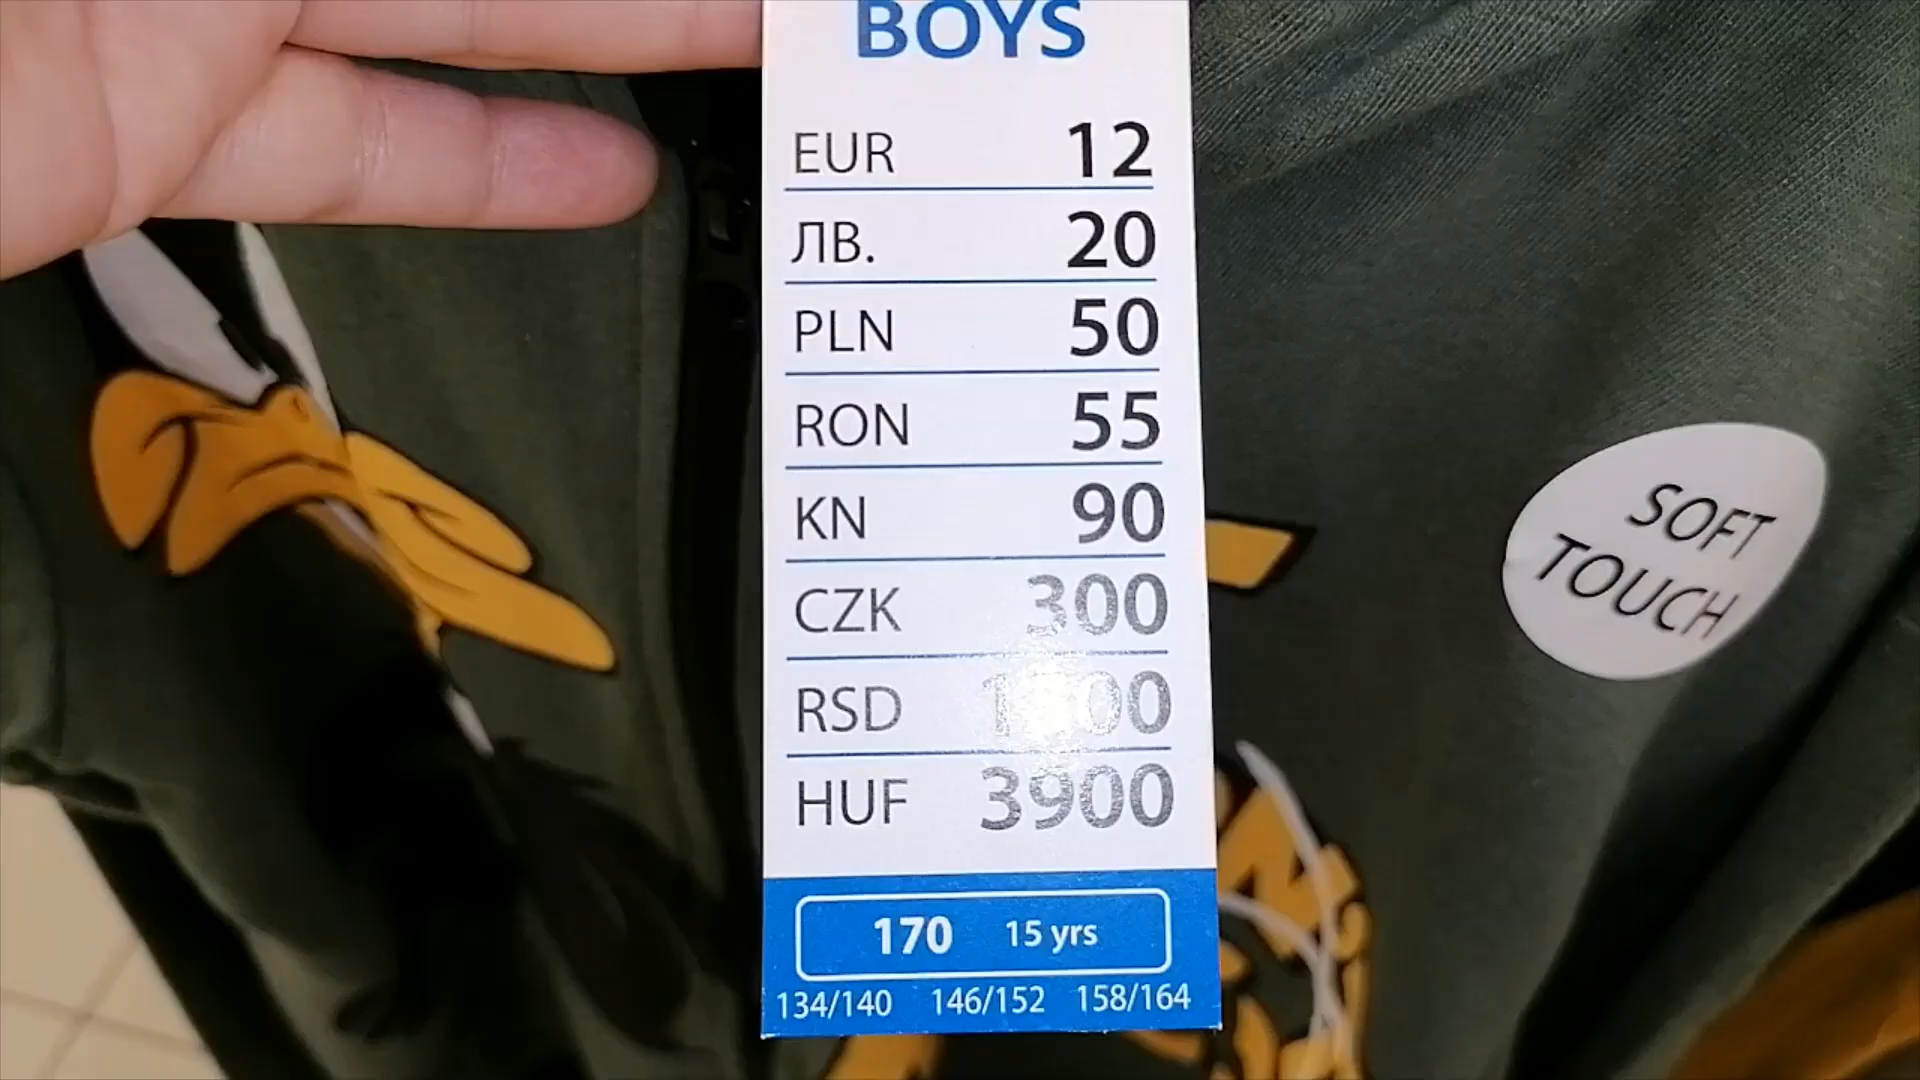 BOYS
EUR 12
ЛВ. 20
PLN 50
RON 55
KN 90
CZK 300
RSD
HUF 3900
170 15 yrs
134/140 146/152 158/164
SOFT
TOUCH